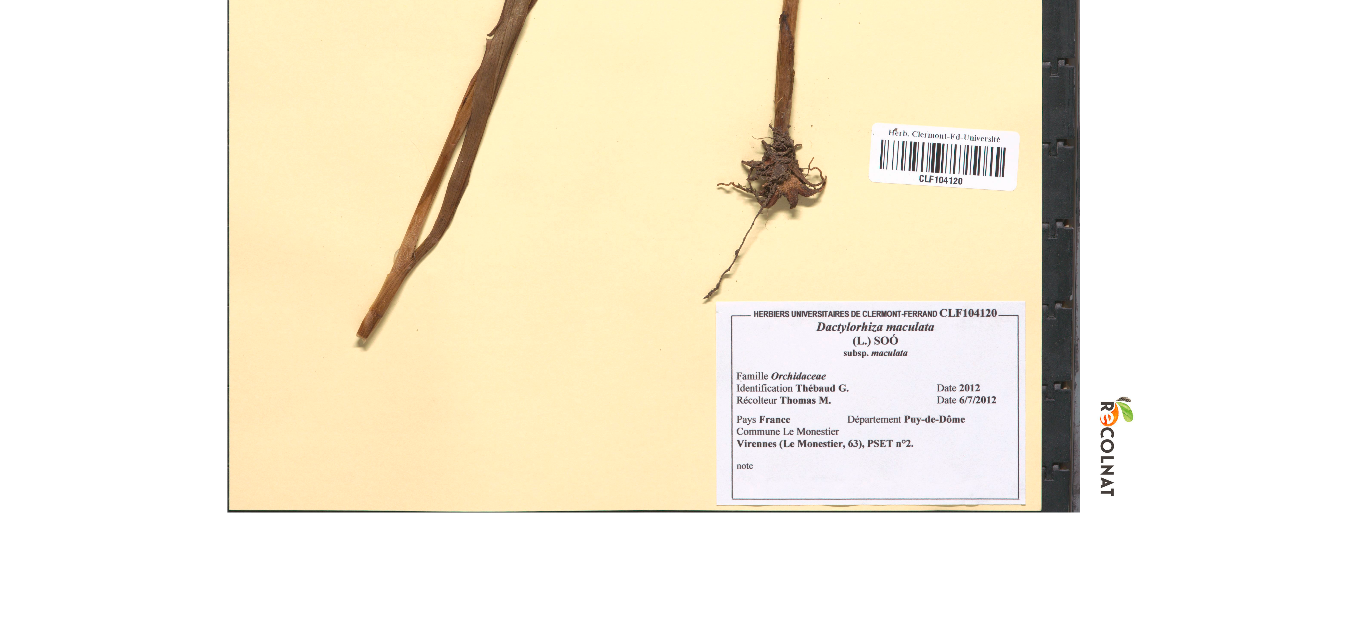 Herb. Clermont-Fd-Université
CLF104120
HERBIERS UNIVERSITAIRES DE CLERMONT-FERRAND CLF104120
Dactylorhiza maculata
(L.) SOÓ
subsp. maculata
Famille Orchidaceae
Identification Thébaud G. Date 2012
Récolteur Thomas M. Date 6/7/2012
Pays France Département Puy-de-Dôme
Commune Le Monestier
Virennes (Le Monestier, 63), PSET n°2.
note
RECOLNAT